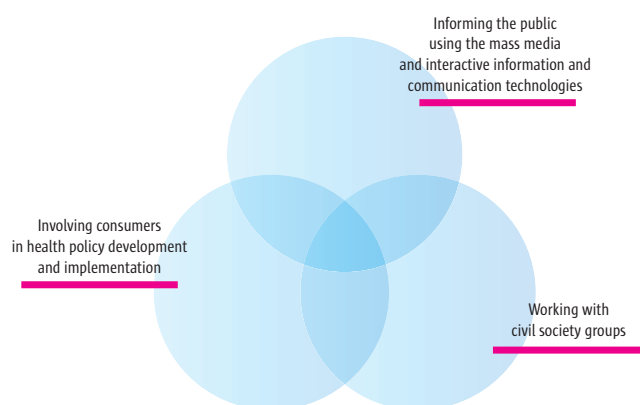 Informing the public
using the mass media
and interactive information and
communication technologies
Involving consumers
in health policy development
and implementation
Working with
civil society groups